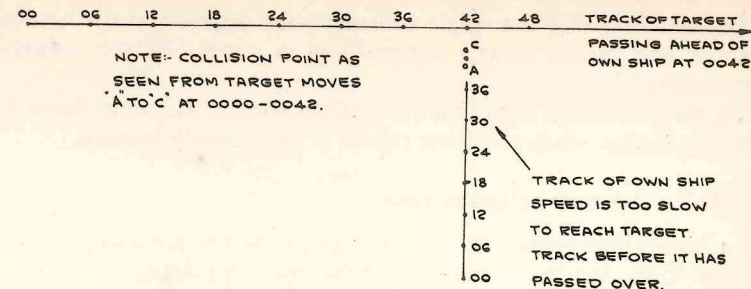 00 06 12 18 24 30 36 42 48 TRACK OF TARGET
PASSING AHEAD OF
OWN SHIP AT 0042
NOTE:- COLLISION POINT AS
SEEN FROM TARGET MOVES
"A" TO "C" AT 0000-0042.
C
A
36
30
24
18
12
06
00
TRACK OF OWN SHIP
SPEED IS TOO SLOW
TO REACH TARGET.
TRACK BEFORE IT HAS
PASSED OVER.